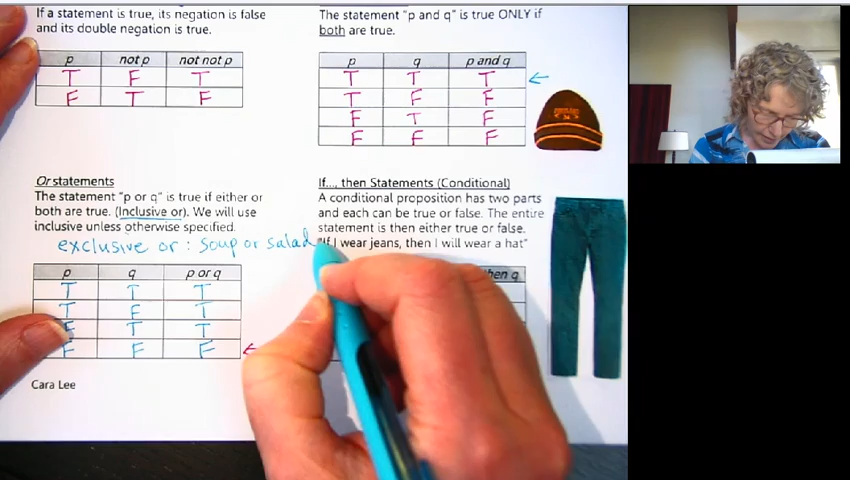 If a statement is true, its negation is false
and its double negation is true.
p not p not not p
T F T
F T F
The statement "p and q" is true ONLY if
both are true.
p q p and q
T T T
T F F
F T F
F F F
Or statements
The statement "p or q" is true if either or
both are true. (Inclusive or). We will use
inclusive unless otherwise specified.
exclusive or : soup or salad
p q p or q
T T T
T F T
F T T
F F F
Cara Lee
If..., then Statements (Conditional)
A conditional proposition has two parts
and each can be true or false. The entire
statement is then either true or false.
"If I wear jeans, then I will wear a hat"
then q